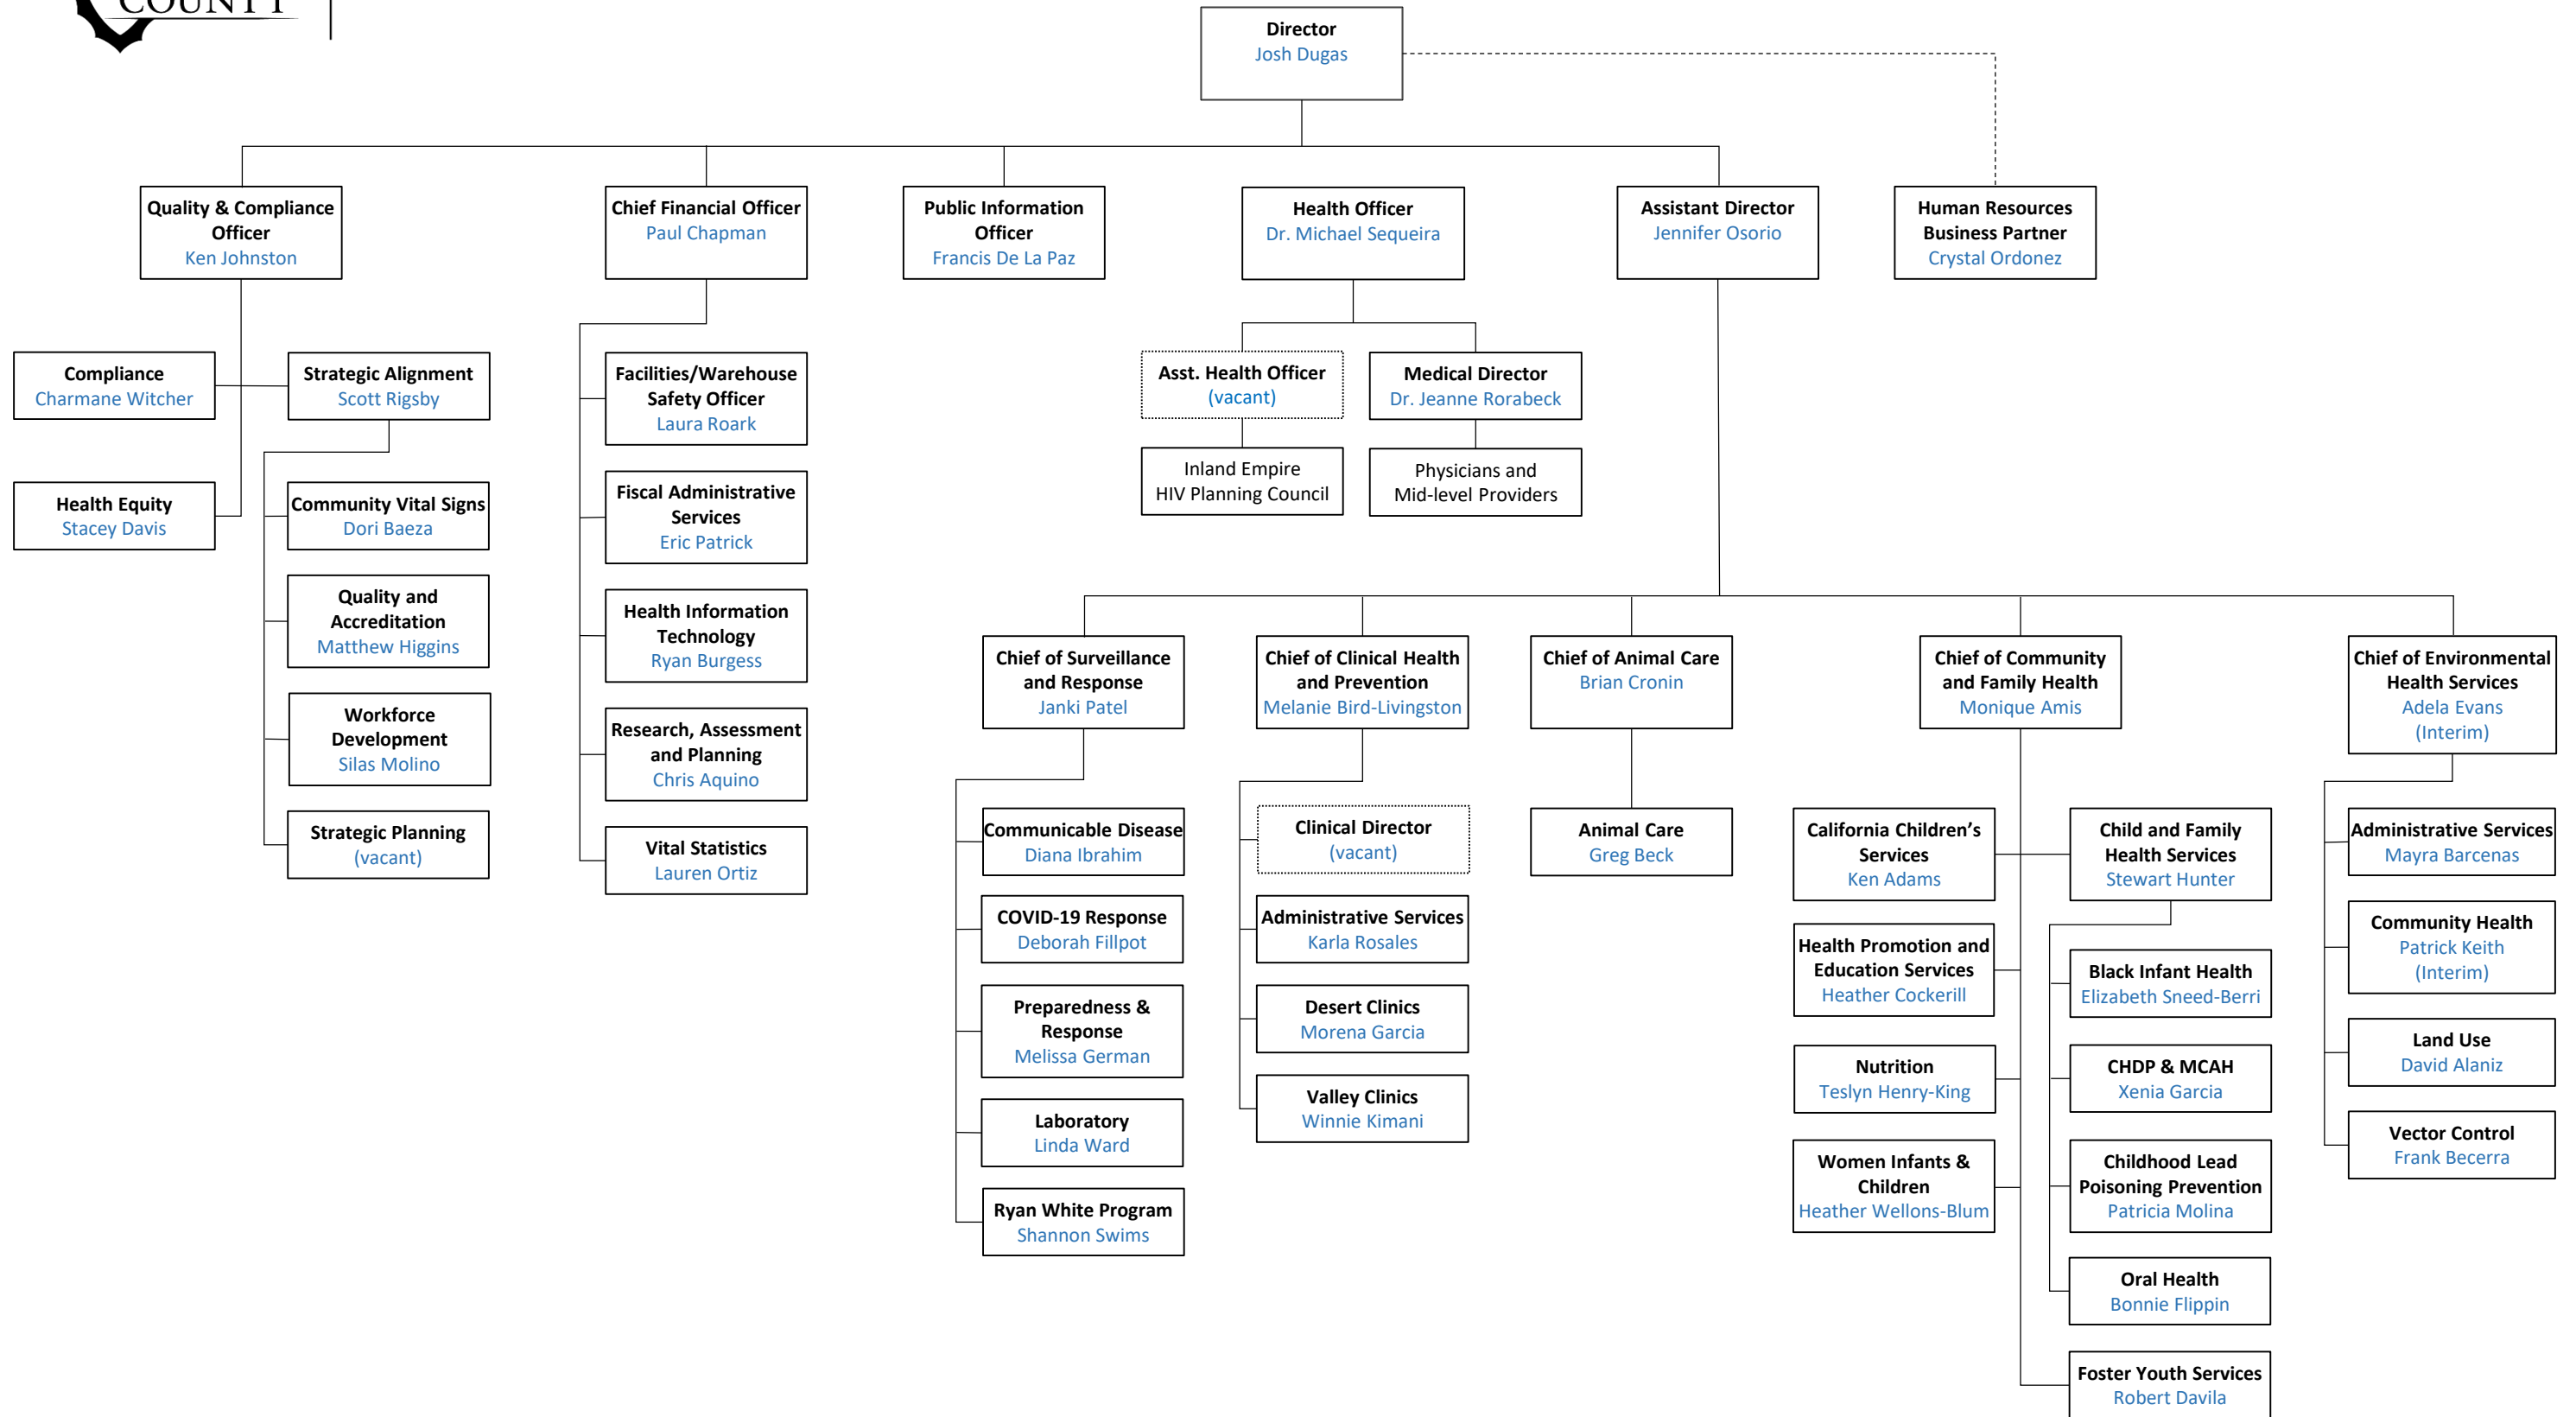 COUNTY
Director
Josh Dugas
Quality & Compliance
Officer
Ken Johnston
Chief Financial Officer
Paul Chapman
Public Information
Officer
Francis De La Paz
Health Officer
Dr. Michael Sequeira
Assistant Director
Jennifer Osorio
Human Resources
Business Partner
Crystal Ordonez
Compliance
Charmane Witcher
Strategic Alignment
Scott Rigsby
Health Equity
Stacey Davis
Community Vital Signs
Dori Baeza
Quality and
Accreditation
Matthew Higgins
Workforce
Development
Silas Molino
Strategic Planning
(vacant)
Facilities/Warehouse
Safety Officer
Laura Roark
Fiscal Administrative
Services
Eric Patrick
Health Information
Technology
Ryan Burgess
Research, Assessment
and Planning
Chris Aquino
Vital Statistics
Lauren Ortiz
Asst. Health Officer
(vacant)
Medical Director
Dr. Jeanne Rorabeck
Inland Empire
HIV Planning Council
Physicians and
Mid-level Providers
Chief of Surveillance
and Response
Janki Patel
Chief of Clinical Health
and Prevention
Melanie Bird-Livingston
Chief of Animal Care
Brian Cronin
Chief of Community
and Family Health
Monique Amis
Chief of Environmental
Health Services
Adela Evans
(Interim)
Communicable Disease
Diana Ibrahim
COVID-19 Response
Deborah Fillpot
Preparedness &
Response
Melissa German
Laboratory
Linda Ward
Ryan White Program
Shannon Swims
Clinical Director
(vacant)
Administrative Services
Karla Rosales
Desert Clinics
Morena Garcia
Valley Clinics
Winnie Kimani
Animal Care
Greg Beck
California Children’s
Services
Ken Adams
Health Promotion and
Education Services
Heather Cockerill
Nutrition
Teslyn Henry-King
Women Infants &
Children
Heather Wellons-Blum
Child and Family
Health Services
Stewart Hunter
Black Infant Health
Elizabeth Sneed-Berri
CHDP & MCAH
Xenia Garcia
Childhood Lead
Poisoning Prevention
Patricia Molina
Oral Health
Bonnie Flippin
Foster Youth Services
Robert Davila
Administrative Services
Mayra Barcenas
Community Health
Patrick Keith
(Interim)
Land Use
David Alaniz
Vector Control
Frank Becerra